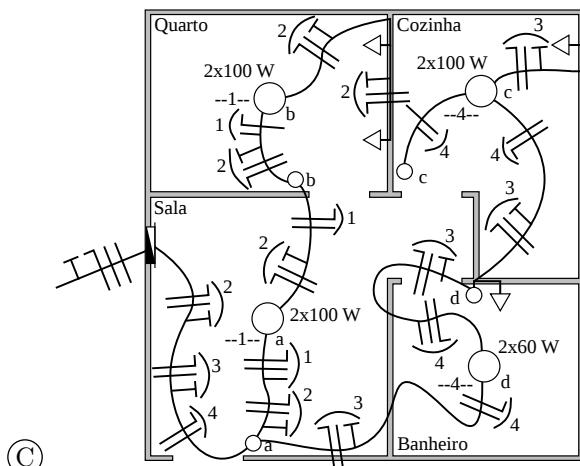 Quarto
2
Cozinha
3
2x100 W
2x100 W
--1--
b
2
c
--4--
1
4
4
2
b
c
3
Sala
1
3
2
2
d
2x100 W
--1--
a
2x60 W
1
4
3
--4--
d
2
4
3
4
a
Banheiro
C